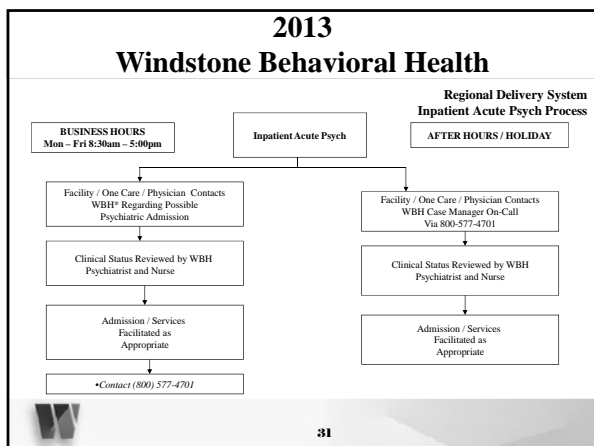 2013
Windstone Behavioral Health
Regional Delivery System
Inpatient Acute Psych Process
BUSINESS HOURS
Mon – Fri 8:30am – 5:00pm
Inpatient Acute Psych
AFTER HOURS / HOLIDAY
Facility / One Care / Physician Contacts
WBH* Regarding Possible
Psychiatric Admission
Clinical Status Reviewed by WBH
Psychiatrist and Nurse
Admission / Services
Facilitated as
Appropriate
•Contact (800) 577-4701
Facility / One Care / Physician Contacts
WBH Case Manager On-Call
Via 800-577-4701
Clinical Status Reviewed by WBH
Psychiatrist and Nurse
Admission / Services
Facilitated as
Appropriate
W
31